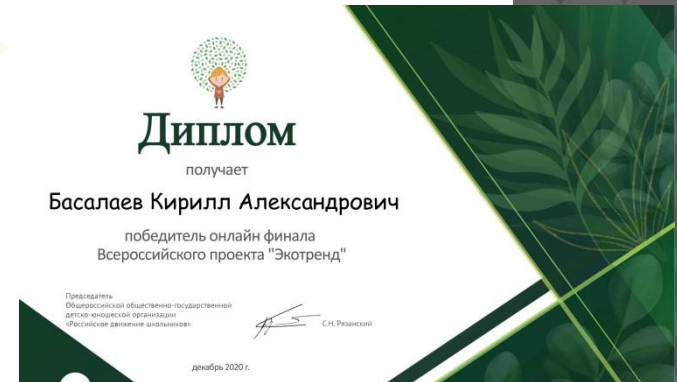 Диплом
получает
Басалаев Кирилл Александрович
победитель онлайн финала
Всероссийского проекта "Экотренд"
Председатель
Общероссийской общественно-государственной
детско-юношеской организации
«Российское движение школьников»
С.Н. Рязанский
декабрь 2020 г.